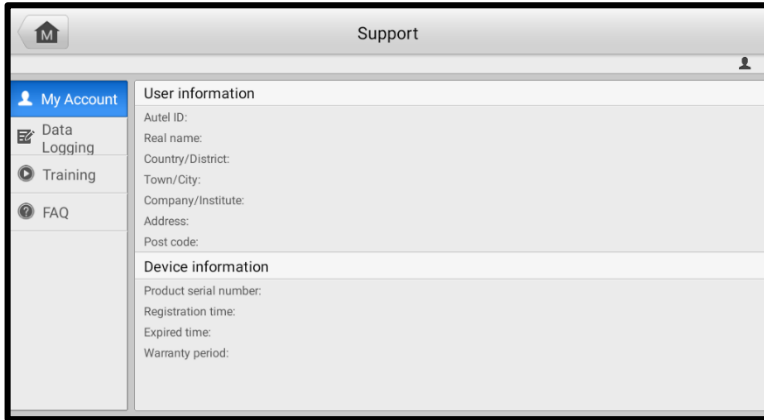 M
Support
My Account
Data
Logging
Training
FAQ
User information
Autel ID:
Real name:
Country/District:
Town/City:
Company/Institute:
Address:
Post code:
Device information
Product serial number:
Registration time:
Expired time:
Warranty period: